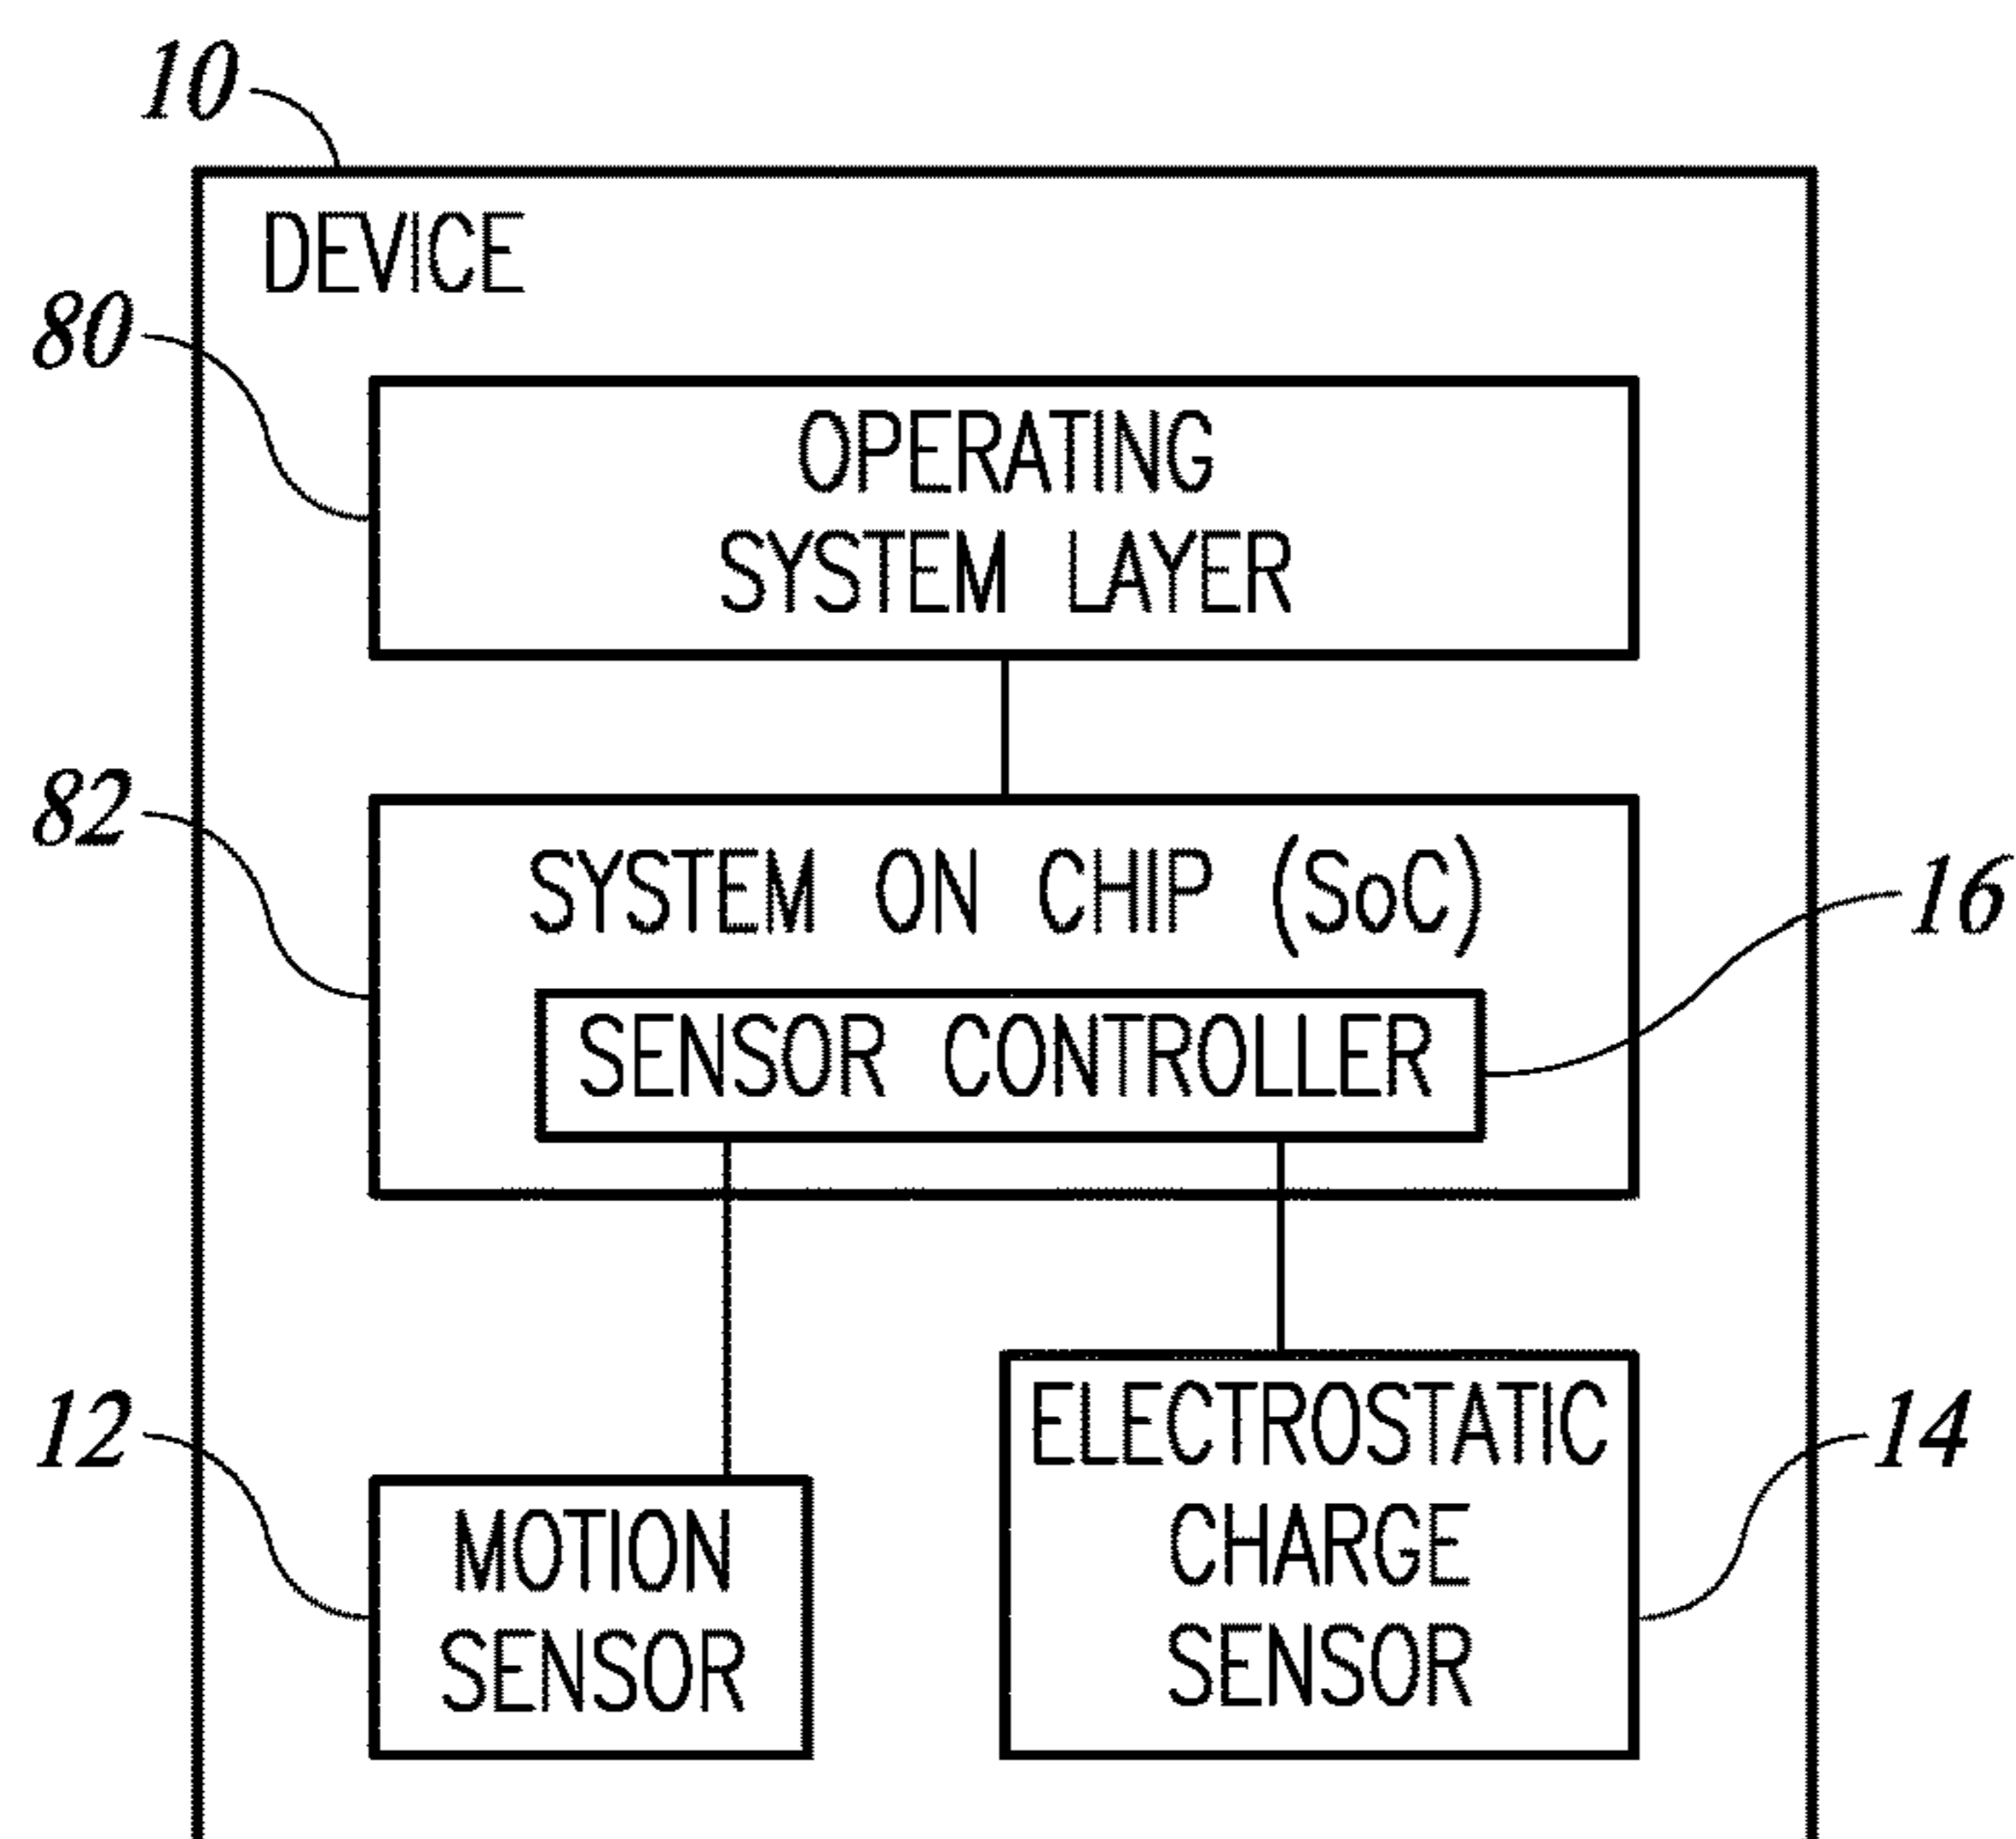 10
DEVICE
80
OPERATING
SYSTEM LAYER
82
SYSTEM ON CHIP (SoC)
16
SENSOR CONTROLLER
12
MOTION
SENSOR
ELECTROSTATIC
CHARGE
SENSOR
14